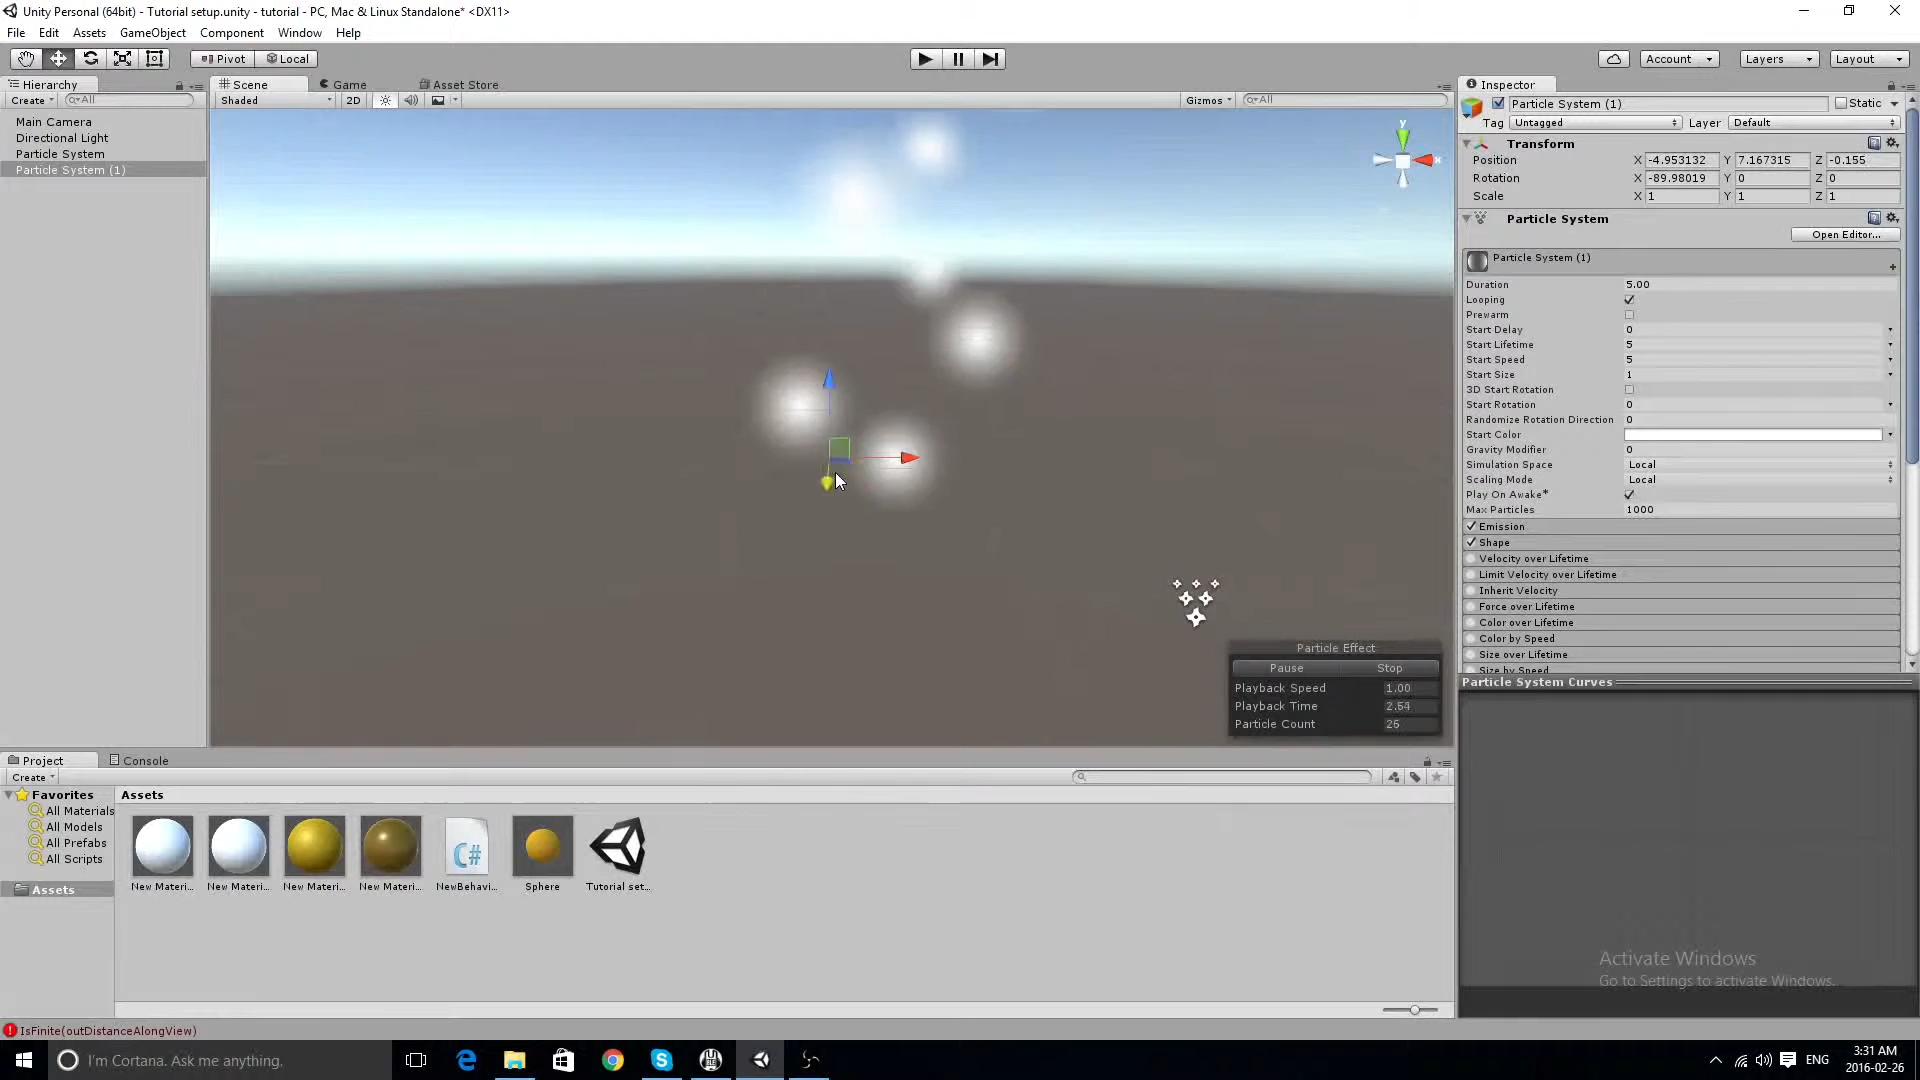 Unity Personal (64bit) - Tutorial setup.unity - tutorial - PC, Mac & Linux Standalone* <DX11>
File Edit Assets GameObject Component Window Help
Pivot Local Account Layers Layout
Hierarchy
Create All
Main Camera
Directional Light
Particle System
Particle System (1)
Scene Game Asset Store
Shaded 2D Gizmos All
y
x
Particle Effect
Pause Stop
Playback Speed 1.00
Playback Time 2.54
Particle Count 25
Inspector
Particle System (1) Static
Tag Untagged Layer Default
Transform
Position X -4.953132 Y 7.167315 Z -0.155
Rotation X -89.98019 Y 0 Z 0
Scale X 1 Y 1 Z 1
Particle System
Open Editor...
Particle System (1)
Duration 5.00
Looping
Prewarm
Start Delay 0
Start Lifetime 5
Start Speed 5
Start Size 1
3D Start Rotation
Start Rotation 0
Randomize Rotation Direction 0
Start Color
Gravity Modifier 0
Simulation Space Local
Scaling Mode Local
Play On Awake*
Max Particles 1000
Emission
Shape
Velocity over Lifetime
Limit Velocity over Lifetime
Inherit Velocity
Force over Lifetime
Color over Lifetime
Color by Speed
Size over Lifetime
Size by Speed
Particle System Curves
Project Console
Create
Favorites
All Materials
All Models
All Prefabs
All Scripts
Assets
Assets
C#
New Materi... New Materi... New Materi... New Materi... NewBehavi... Sphere Tutorial set...
Activate Windows
Go to Settings to activate Windows.
IsFinite(outDistanceAlongView)
I'm Cortana. Ask me anything.
ENG
3:31 AM
2016-02-26